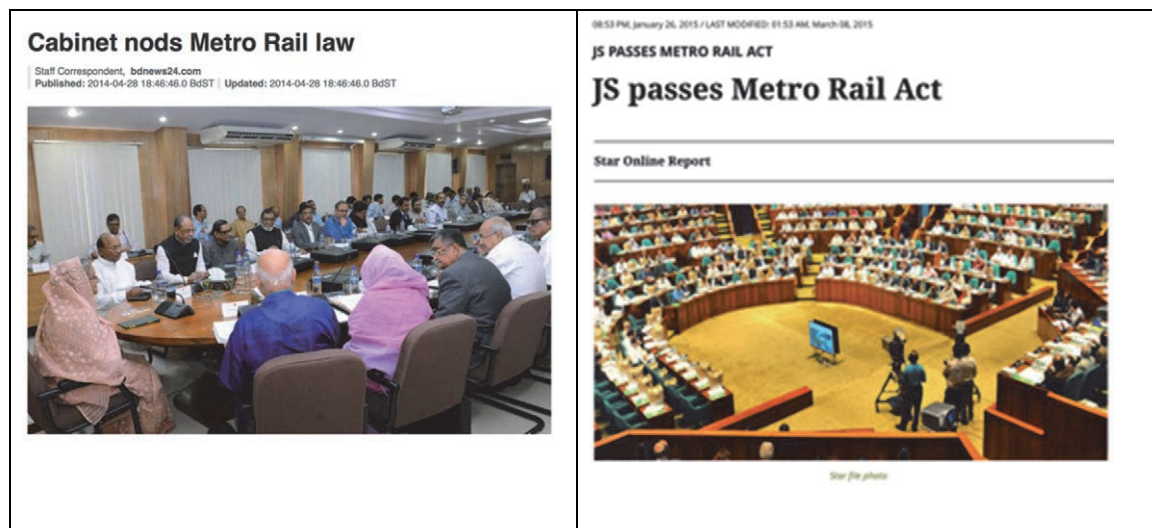 Cabinet nods Metro Rail law
Staff Correspondent, bdnews24.com
Published: 2014-04-28 18:46:46.0 BdST | Updated: 2014-04-28 18:46:46.0 BdST
08:53 PM, January 26, 2015 / LAST MODIFIED: 01:53 AM, March 08, 2015
JS PASSES METRO RAIL ACT
JS passes Metro Rail Act
Star Online Report
Star file photo